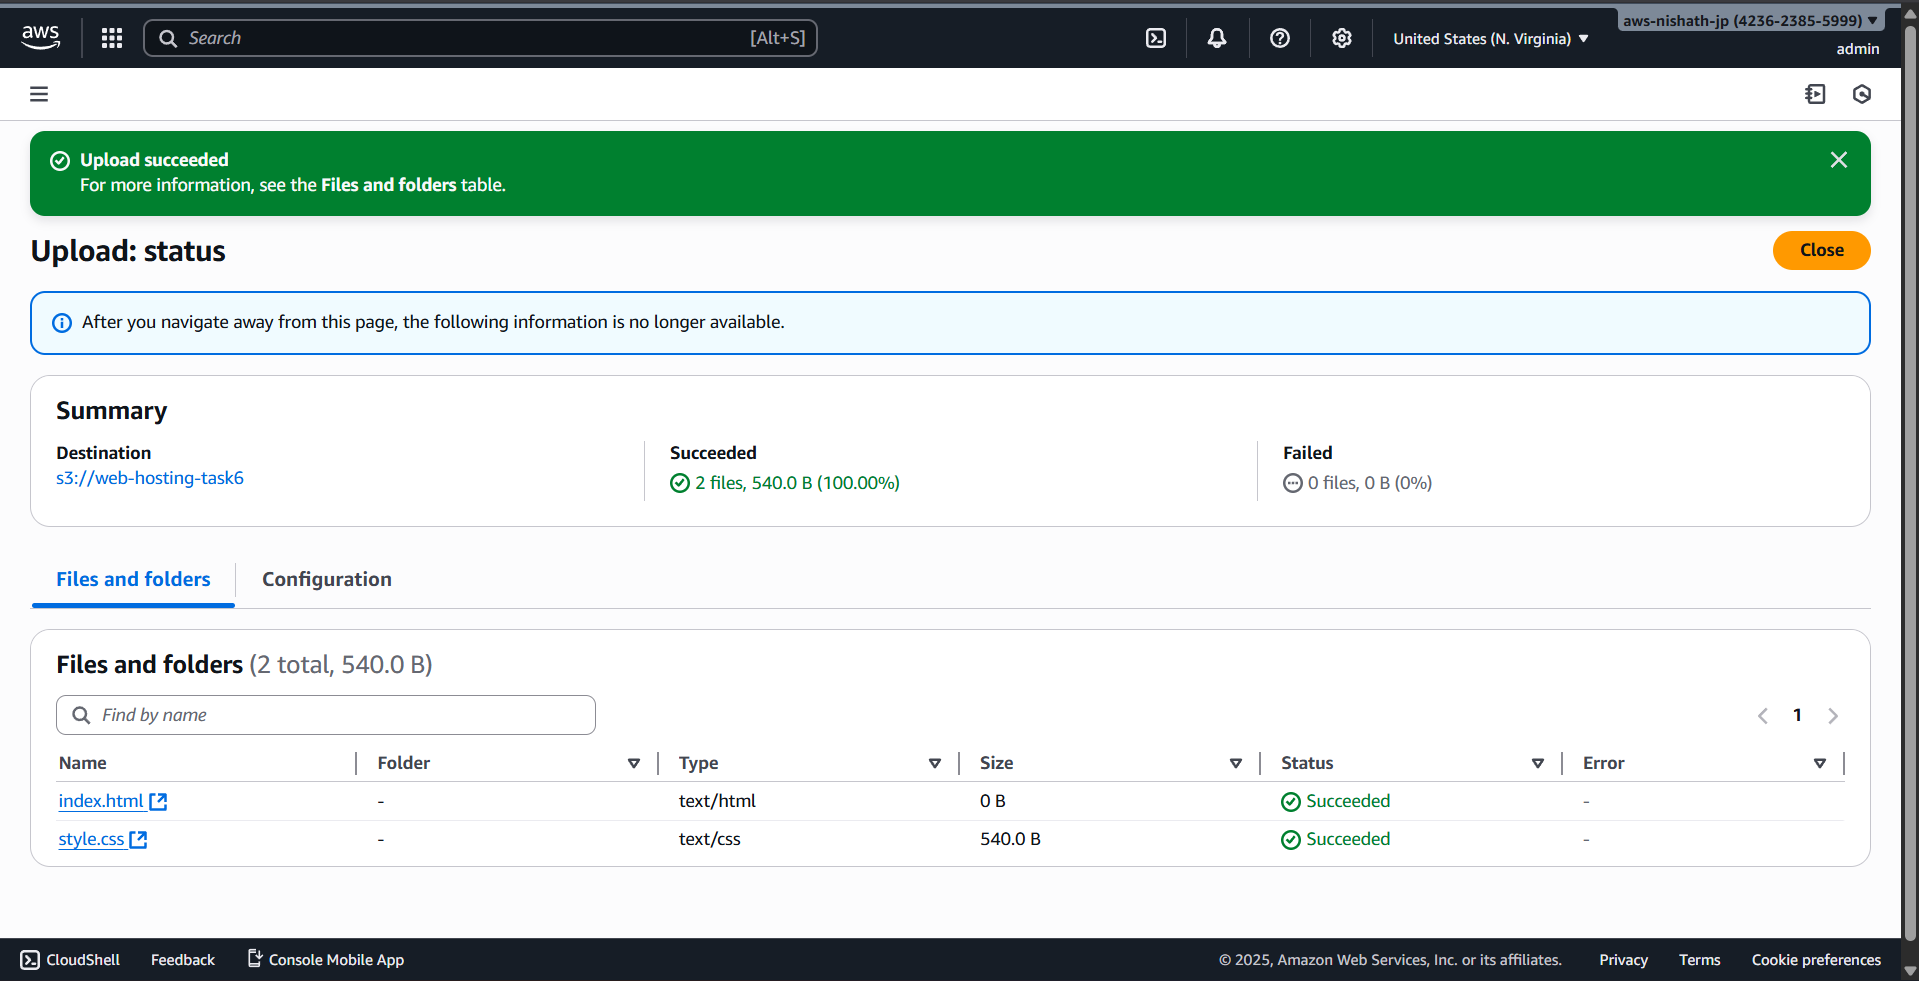 aws
Search
[Alt+S]
United States (N. Virginia)
aws-nishath-jp (4236-2385-5999)
admin
Upload succeeded
For more information, see the Files and folders table.
Upload: status
Close
After you navigate away from this page, the following information is no longer available.
Summary
Destination
s3://web-hosting-task6
Succeeded
2 files, 540.0 B (100.00%)
Failed
0 files, 0 B (0%)
Files and folders
Configuration
Files and folders (2 total, 540.0 B)
Find by name
1
Name Folder Type Size Status Error
index.html - text/html 0 B Succeeded -
style.css - text/css 540.0 B Succeeded -
CloudShell Feedback Console Mobile App © 2025, Amazon Web Services, Inc. or its affiliates. Privacy Terms Cookie preferences